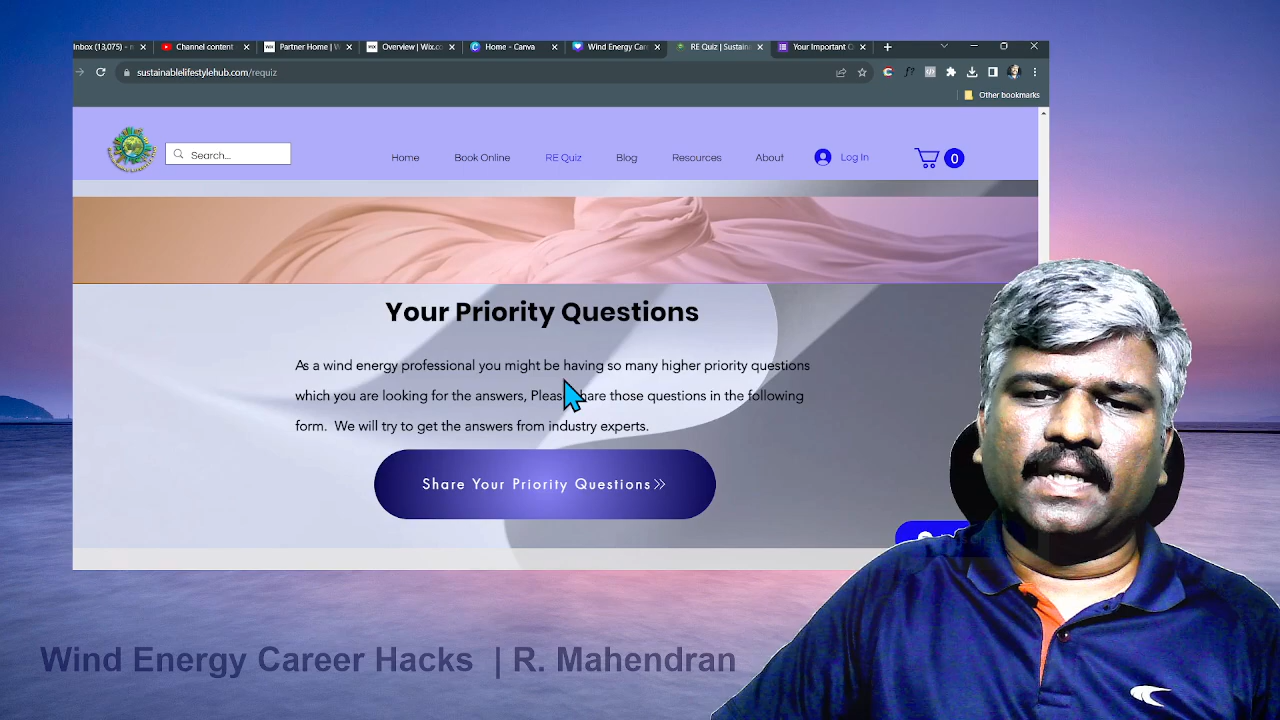 Inbox (13,075) -
Channel content
Partner Home | W
Overview | Wix.co
Home - Canva
Wind Energy Care
RE Quiz | Sustain
Your Important Q
sustainablelifestylehub.com/requiz
Other bookmarks
Search...
Home
Book Online
RE Quiz
Blog
Resources
About
Log In
0
Your Priority Questions
As a wind energy professional you might be having so many higher priority questions
which you are looking for the answers, Please share those questions in the following
form. We will try to get the answers from industry experts.
Share Your Priority Questions
Wind Energy Career Hacks | R. Mahendran